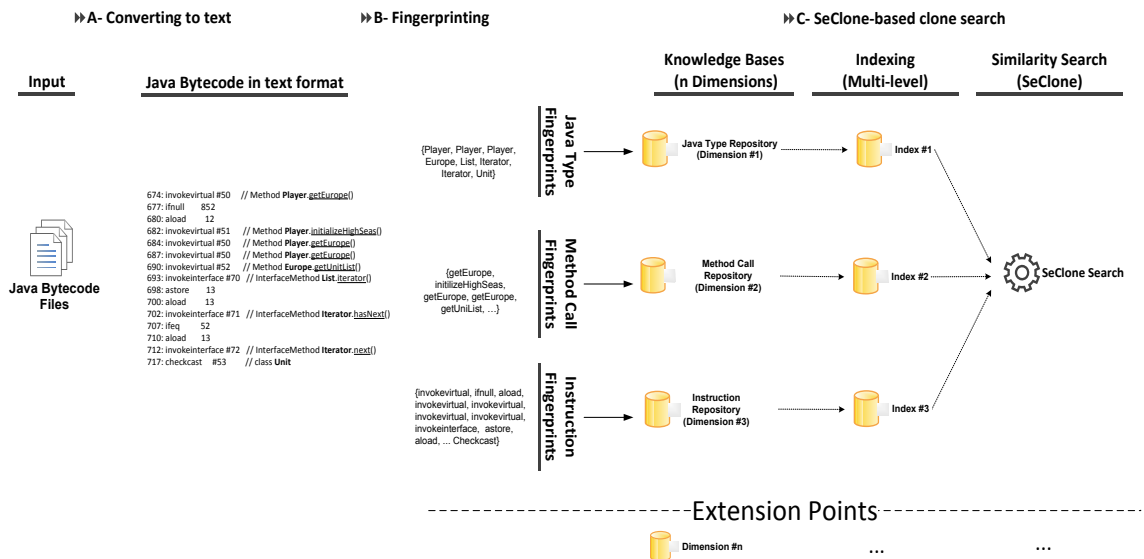 A- Converting to text
B- Fingerprinting
C- SeClone-based clone search
Input
Java Bytecode in text format
Knowledge Bases
(n Dimensions)
Indexing
(Multi-level)
Similarity Search
(SeClone)
Java Bytecode
Files
674: invokevirtual #50 // Method Player.getEurope()
677: ifnull 852
680: aload 12
682: invokevirtual #51 // Method Player.initializeHighSeas()
684: invokevirtual #50 // Method Player.getEurope()
687: invokevirtual #50 // Method Player.getEurope()
690: invokevirtual #52 // Method Europe.getUnitList()
693: invokeinterface #70 // InterfaceMethod List.iterator()
698: astore 13
700: aload 13
702: invokeinterface #71 // InterfaceMethod Iterator.hasNext()
707: ifeq 52
710: aload 13
712: invokeinterface #72 // InterfaceMethod Iterator.next()
717: checkcast #53 // class Unit
{Player, Player, Player,
Europe, List, Iterator,
Iterator, Unit}
Java Type
Fingerprints
Java Type Repository
(Dimension #1)
Index #1
{getEurope,
initilizeHighSeas,
getEurope, getEurope,
getUniList, ...}
Method Call
Fingerprints
Method Call
Repository
(Dimension #2)
Index #2
SeClone Search
{invokevirtual, ifnull, aload,
invokevirtual, invokevirtual,
invokevirtual, invokevirtual,
invokeinterface, astore,
aload, ... Checkcast}
Instruction
Fingerprints
Instruction
Repository
(Dimension #3)
Index #3
Extension Points
Dimension #n
...
...